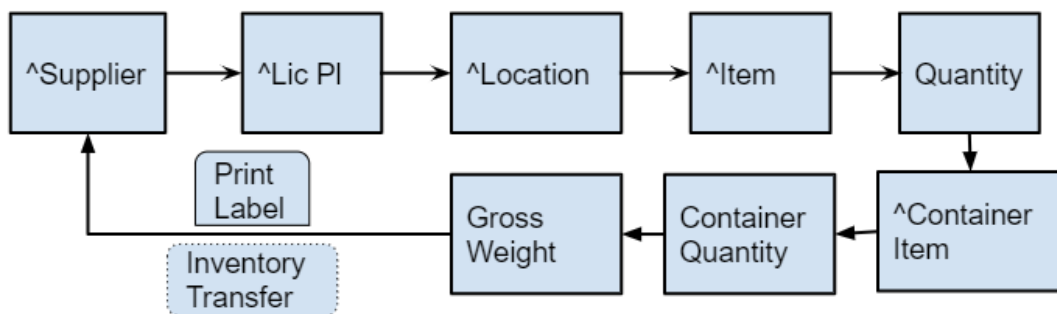 ^Supplier
^Lic Pl
^Location
^Item
Quantity
Print
Label
Gross
Weight
Container
Quantity
^Container
Item
Inventory
Transfer